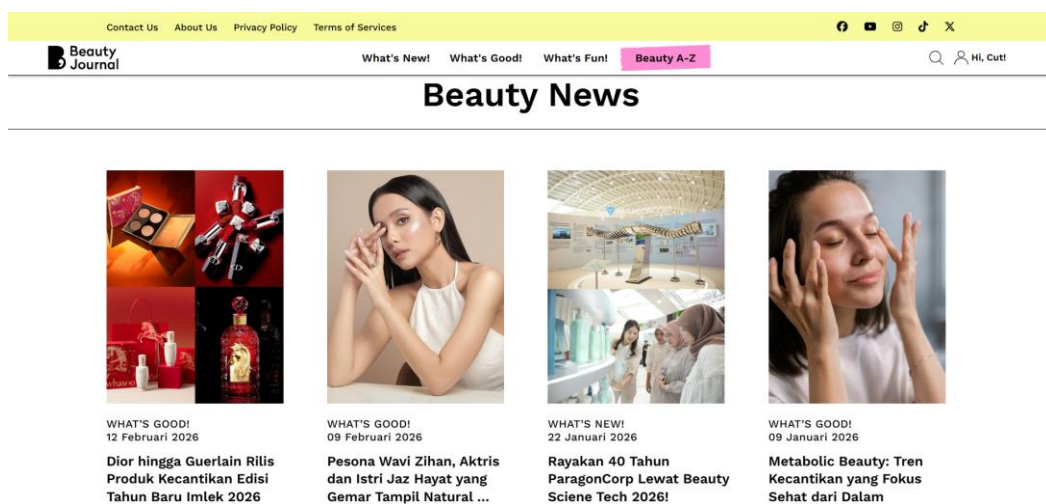 Contact Us About Us Privacy Policy Terms of Services
Beauty
Journal
What's New! What's Good! What's Fun! Beauty A-Z
Hi, Cut!
Beauty News
WHAT'S GOOD!
12 Februari 2026
Dior hingga Guerlain Rilis
Produk Kecantikan Edisi
Tahun Baru Imlek 2026
WHAT'S GOOD!
09 Februari 2026
Pesona Wavi Zihan, Aktris
dan Istri Jaz Hayat yang
Gemar Tampil Natural ...
WHAT'S NEW!
22 Januari 2026
Rayakan 40 Tahun
ParagonCorp Lewat Beauty
Sciene Tech 2026!
WHAT'S GOOD!
09 Januari 2026
Metabolic Beauty: Tren
Kecantikan yang Fokus
Sehat dari Dalam